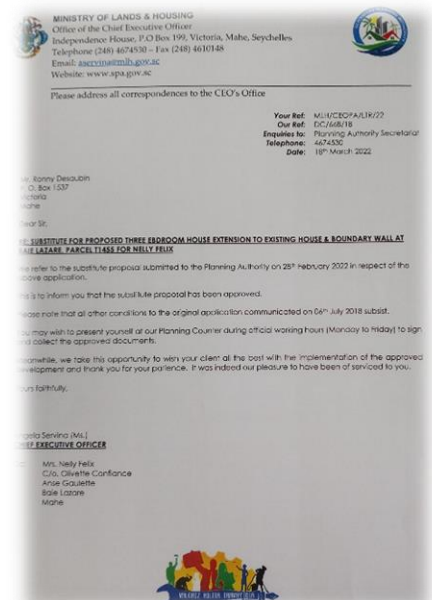 MINISTRY OF LANDS & HOUSING
Office of the Chief Executive Officer
Independence House, P.O Box 199, Victoria, Mahe, Seychelles
Telephone (248) 4674530 – Fax (248) 4610148
Email: aservina@mlh.gov.sc
Website: www.spa.gov.sc
Please address all correspondences to the CEO's Office
Your Ref: MLH/CEOPA/LTR/22
Our Ref: DC/668/18
Enquiries to: Planning Authority Secretariat
Telephone: 4674530
Date: 18th March 2022
Mr. Ronny Desaubin
P. O. Box 1537
Victoria
Mahe
Dear Sir,
RE: SUBSTITUTE FOR PROPOSED THREE EBDROOM HOUSE EXTENSION TO EXISTING HOUSE & BOUNDARY WALL AT
BAIE LAZARE, PARCEL T1455 FOR NELLY FELIX
We refer to the substitute proposal submitted to the Planning Authority on 25th February 2022 in respect of the
above application.
This is to inform you that the substitute proposal has been approved.
Please note that all other conditions to the original application communicated on 06th July 2018 subsist.
You may wish to present yourself at our Planning Counter during official working hours (Monday to Friday) to sign
and collect the approved documents.
Meanwhile, we take this opportunity to wish your client all the best with the implementation of the approved
development and thank you for your patience. It was indeed our pleasure to have been of serviced to you.
Yours faithfully,
Angela Servina (Ms.)
CHIEF EXECUTIVE OFFICER
Mrs. Nelly Felix
C/o. Olivette Confiance
Anse Gaulette
Baie Lazare
Mahe